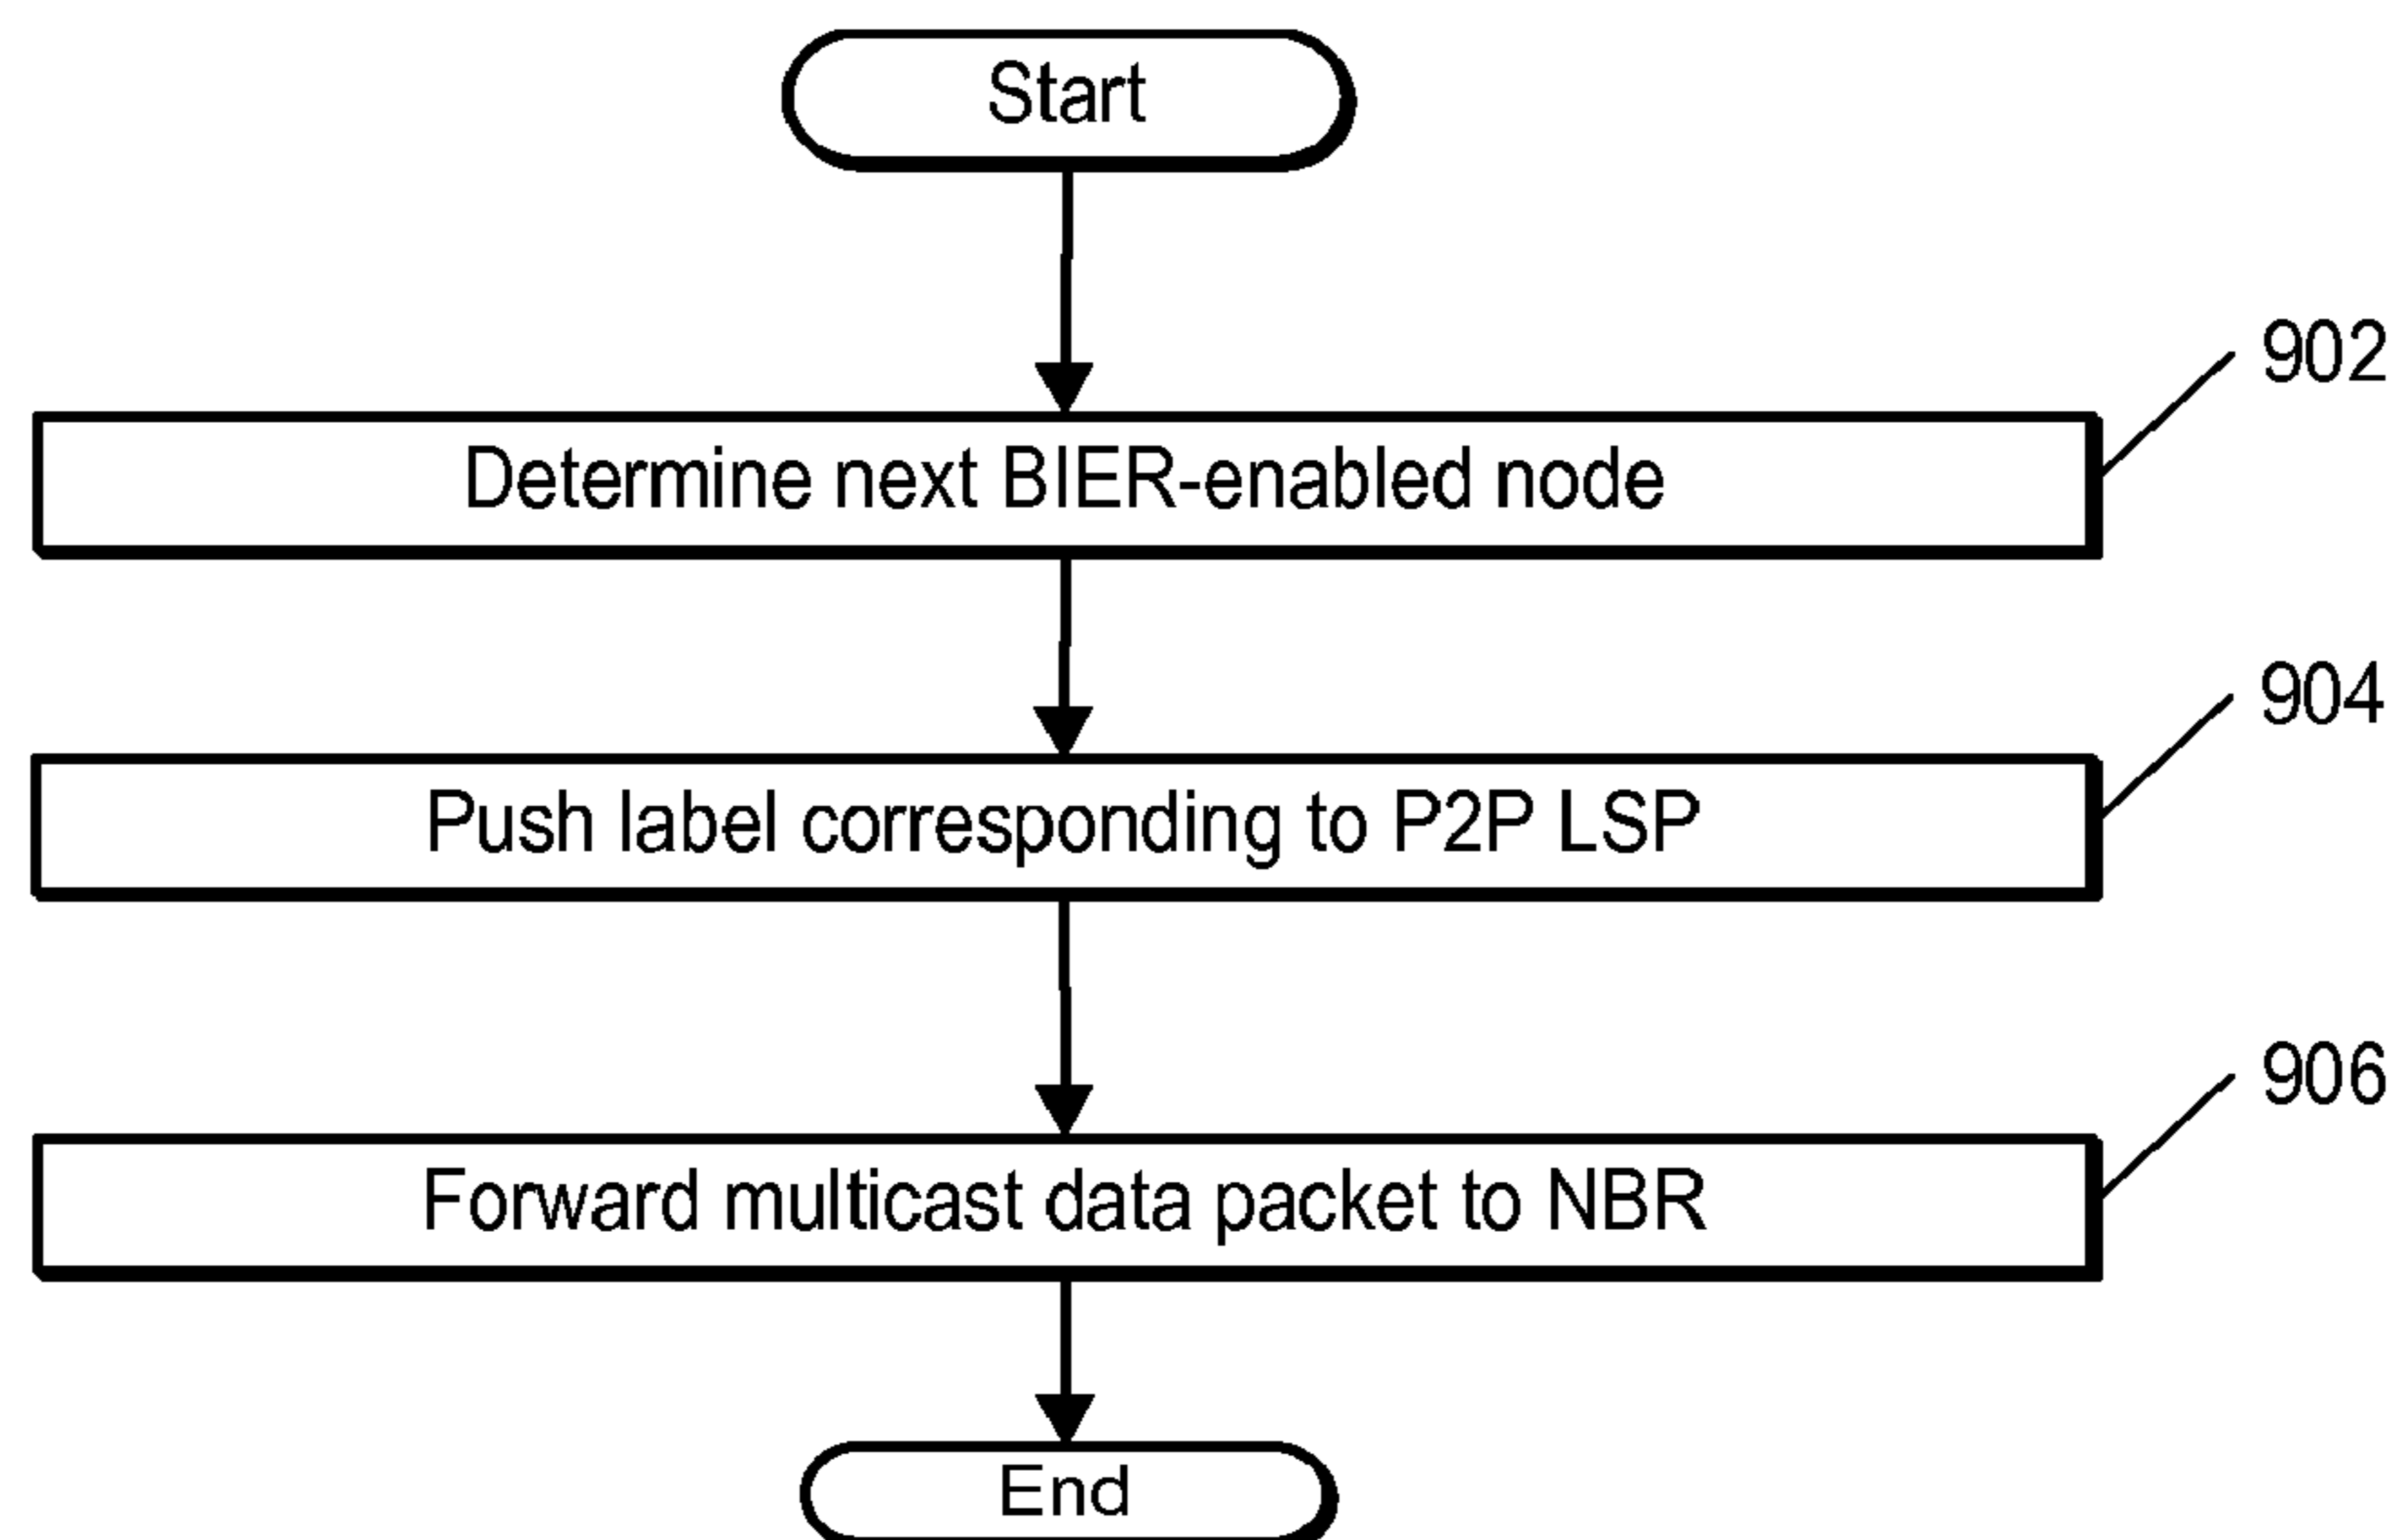 Start
902
Determine next BIER-enabled node
904
Push label corresponding to P2P LSP
906
Forward multicast data packet to NBR
End